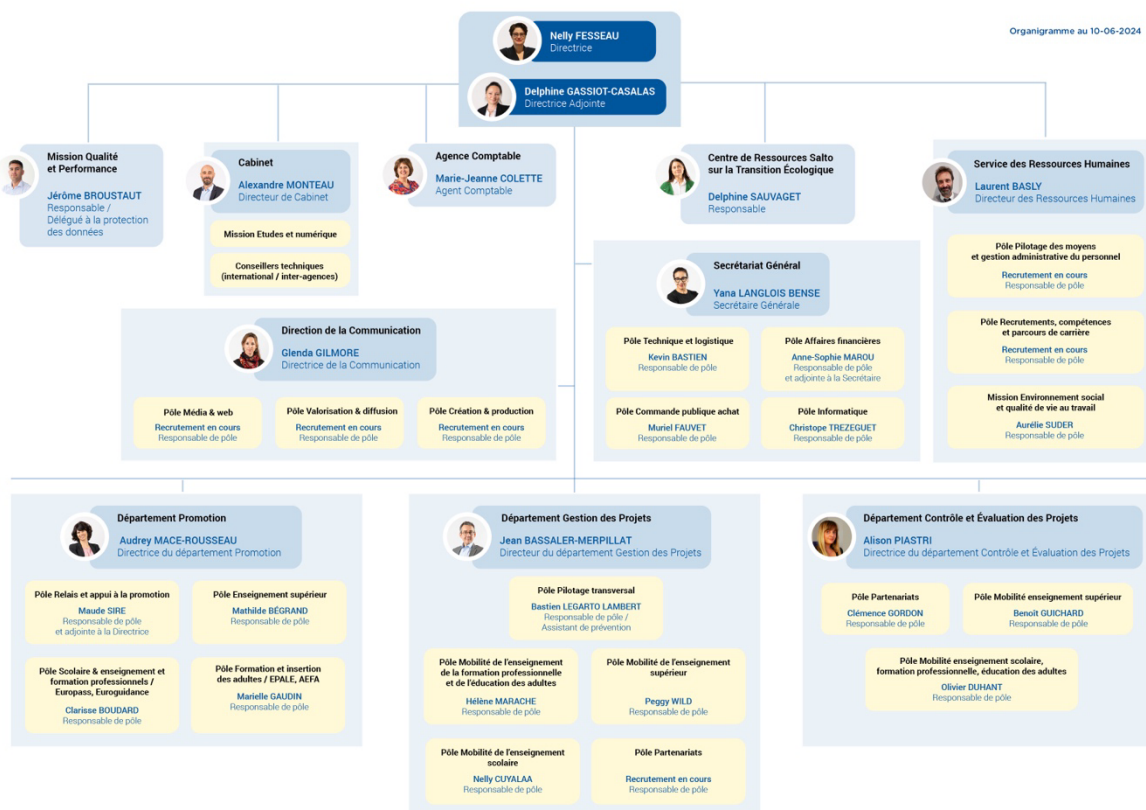 Organigramme au 10-06-2024
Nelly FESSEAU
Directrice
Delphine GASSIOT-CASALAS
Directrice Adjointe
Mission Qualité
et Performance
Jérôme BROUSTAUT
Responsable /
Délégué à la protection
des données
Cabinet
Alexandre MONTEAU
Directeur de Cabinet
Mission Etudes et numérique
Conseillers techniques
(international / inter-agences)
Agence Comptable
Marie-Jeanne COLETTE
Agent Comptable
Centre de Ressources Salto
sur la Transition Écologique
Delphine SAUVAGET
Responsable
Service des Ressources Humaines
Laurent BASLY
Directeur des Ressources Humaines
Pôle Pilotage des moyens
et gestion administrative du personnel
Recrutement en cours
Responsable de pôle
Pôle Recrutements, compétences
et parcours de carrière
Recrutement en cours
Responsable de pôle
Mission Environnement social
et qualité de vie au travail
Aurélie SUDER
Responsable de pôle
Secrétariat Général
Yana LANGLOIS BENSE
Secrétaire Générale
Pôle Technique et logistique
Kevin BASTIEN
Responsable de pôle
Pôle Affaires financières
Anne-Sophie MAROU
Responsable de pôle
et adjointe à la Secrétaire
Pôle Commande publique achat
Muriel FAUVET
Responsable de pôle
Pôle Informatique
Christope TREZEGUET
Responsable de pôle
Direction de la Communication
Glenda GILMORE
Directrice de la Communication
Pôle Média & web
Recrutement en cours
Responsable de pôle
Pôle Valorisation & diffusion
Recrutement en cours
Responsable de pôle
Pôle Création & production
Recrutement en cours
Responsable de pôle
Département Promotion
Audrey MACE-ROUSSEAU
Directrice du département Promotion
Pôle Relais et appui à la promotion
Maude SIRE
Responsable de pôle
et adjointe à la Directrice
Pôle Enseignement supérieur
Mathilde BÉGRAND
Responsable de pôle
Pôle Scolaire & enseignement et
formation professionnels /
Europass, Euroguidance
Clarisse BOUDARD
Responsable de pôle
Pôle Formation et insertion
des adultes / EPALE, AEFA
Marielle GAUDIN
Responsable de pôle
Département Gestion des Projets
Jean BASSALER-MERPILLAT
Directeur du département Gestion des Projets
Pôle Pilotage transversal
Bastien LEGARTO LAMBERT
Responsable de pôle /
Assistant de prévention
Pôle Mobilité de l'enseignement
de la formation professionnelle
et de l'éducation des adultes
Hélène MARACHE
Responsable de pôle
Pôle Mobilité de l'enseignement
supérieur
Peggy WILD
Responsable de pôle
Pôle Mobilité de l'enseignement
scolaire
Nelly CUYALAA
Responsable de pôle
Pôle Partenariats
Recrutement en cours
Responsable de pôle
Département Contrôle et Évaluation des Projets
Alison PIASTRI
Directrice du département Contrôle et Évaluation des Projets
Pôle Partenariats
Clémence GORDON
Responsable de pôle
Pôle Mobilité enseignement supérieur
Benoît GUICHARD
Responsable de pôle
Pôle Mobilité enseignement scolaire,
formation professionnelle, éducation des adultes
Olivier DUHANT
Responsable de pôle